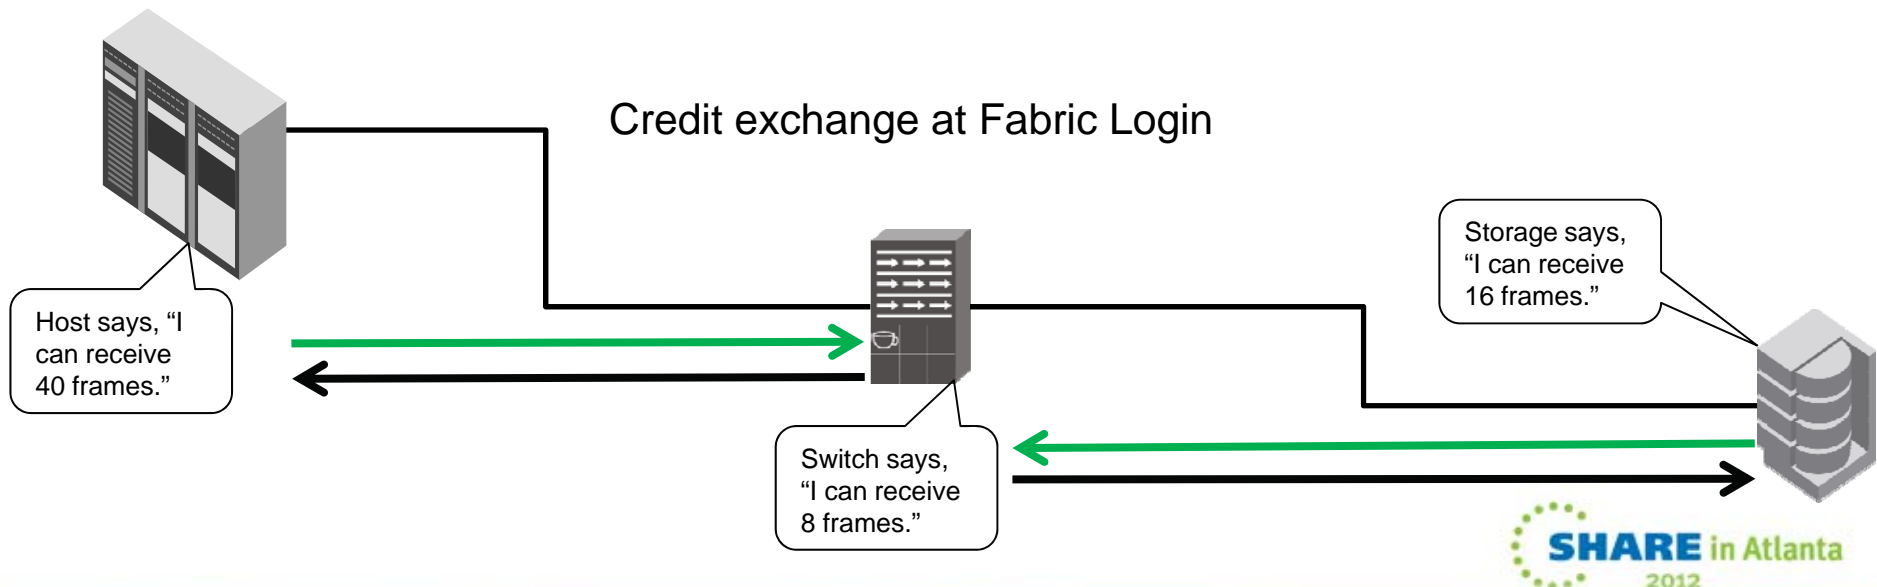 Credit exchange at Fabric Login
Storage says,
“I can receive
16 frames.”
Host says, “I
can receive
40 frames.”
Switch says,
“I can receive
8 frames.”
SHARE in Atlanta
2012